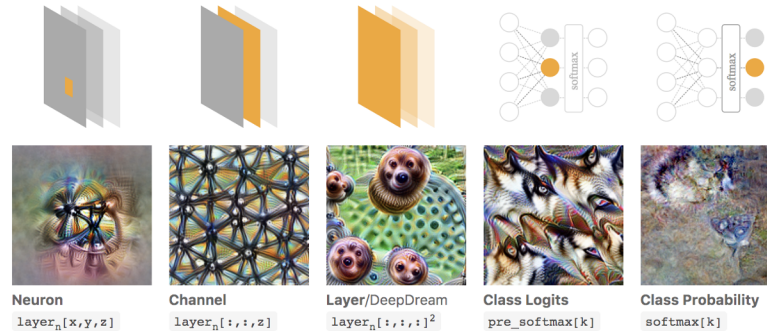 softmax
softmax
Neuron
layer_n[x,y,z]
Channel
layer_n[:,:,z]
Layer/DeepDream
layer_n[:,:,:]²
Class Logits
pre_softmax[k]
Class Probability
softmax[k]